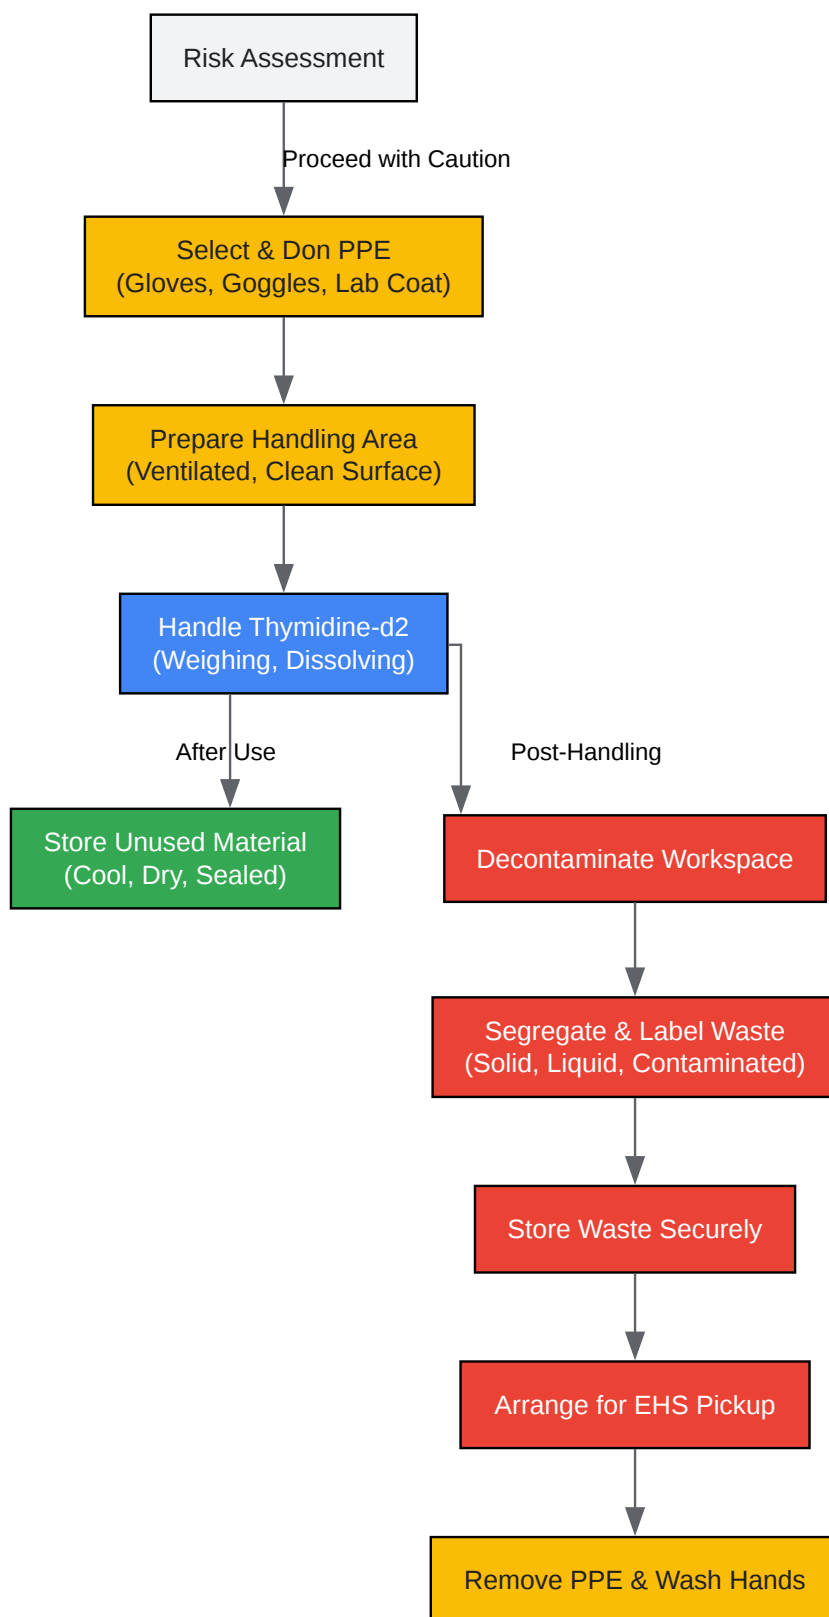 Risk Assessment
Proceed with Caution
Select & Don PPE
(Gloves, Goggles, Lab Coat)
Prepare Handling Area
(Ventilated, Clean Surface)
Handle Thymidine-d2
(Weighing, Dissolving)
After Use
Post-Handling
Store Unused Material
(Cool, Dry, Sealed)
Decontaminate Workspace
Segregate & Label Waste
(Solid, Liquid, Contaminated)
Store Waste Securely
Arrange for EHS Pickup
Remove PPE & Wash Hands